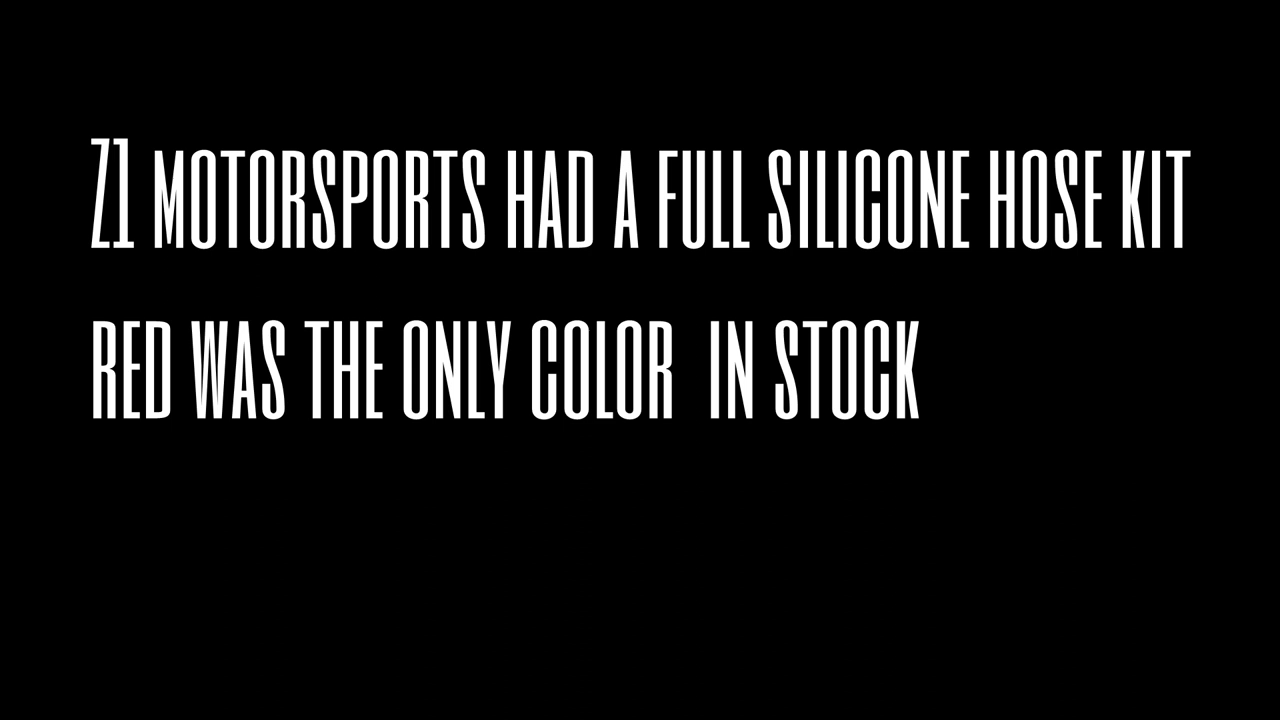 Z1 MOTORSPORTS HAD A FULL SILICONE HOSE KIT
RED WAS THE ONLY COLOR  IN STOCK